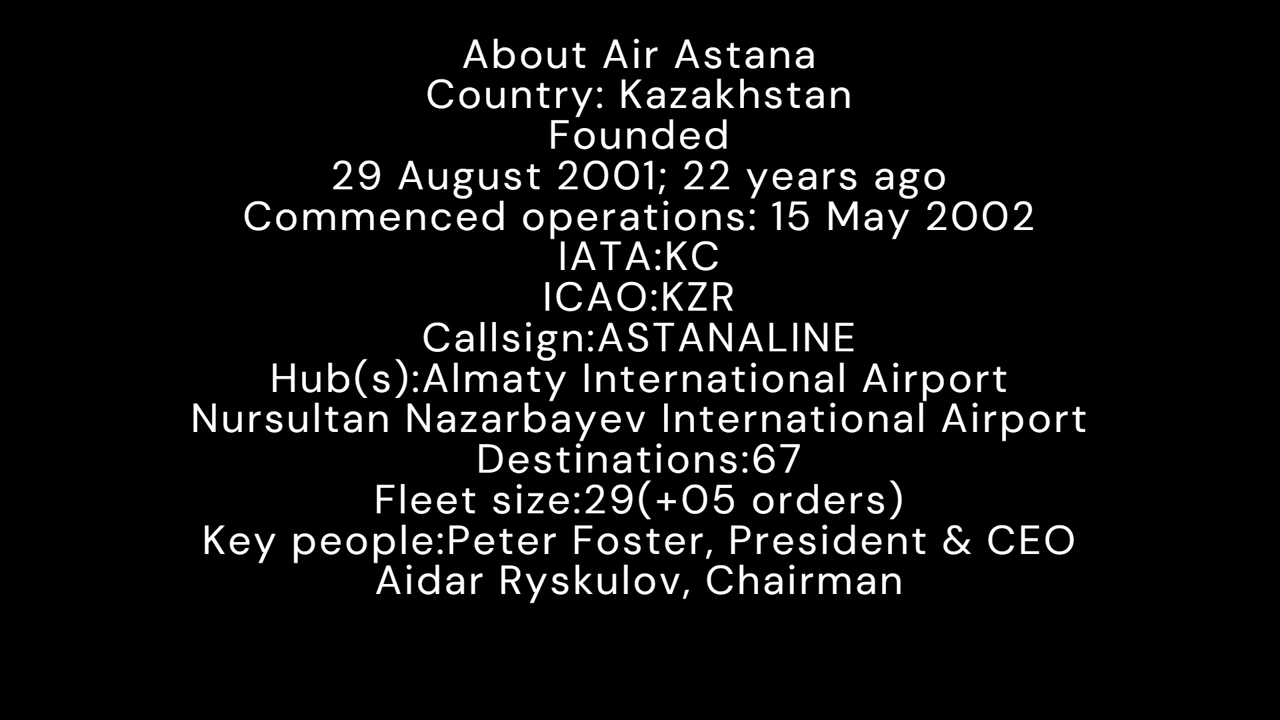 About Air Astana
Country: Kazakhstan
Founded
29 August 2001; 22 years ago
Commenced operations: 15 May 2002
IATA:KC
ICAO:KZR
Callsign:ASTANALINE
Hub(s):Almaty International Airport
Nursultan Nazarbayev International Airport
Destinations:67
Fleet size:29(+05 orders)
Key people:Peter Foster, President & CEO
Aidar Ryskulov, Chairman